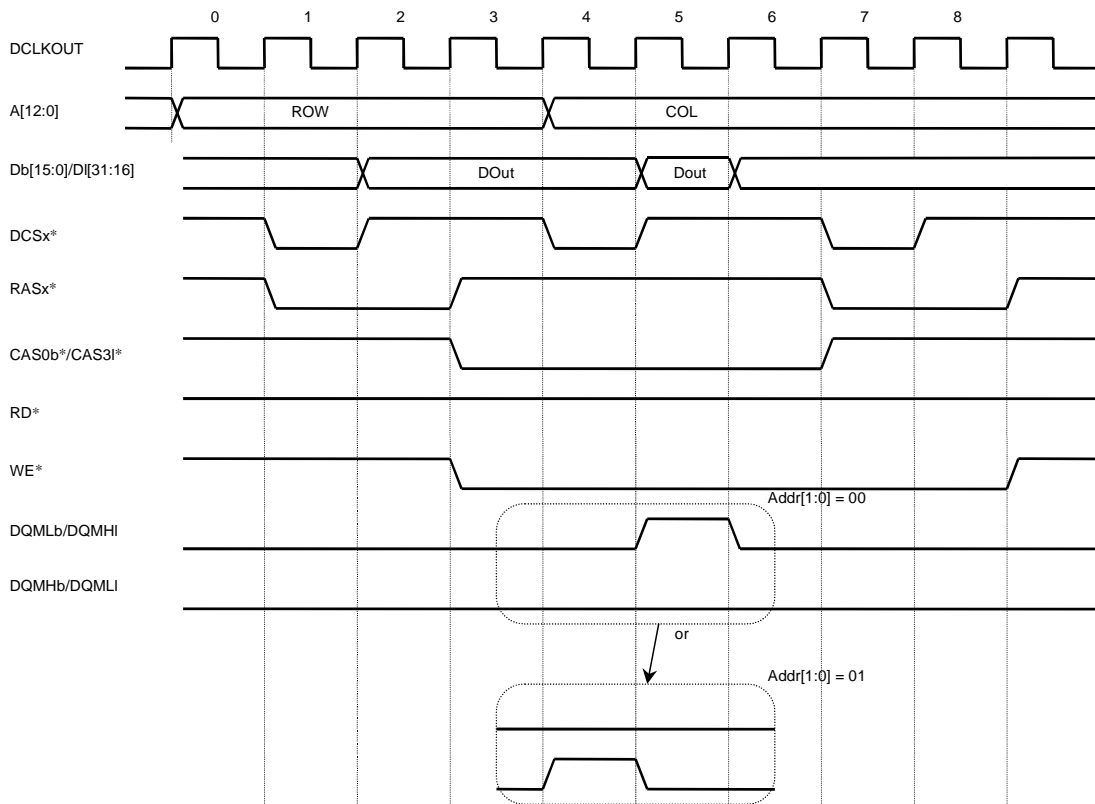 0 1 2 3 4 5 6 7 8
DCLKOUT
A[12:0] ROW COL
Db[15:0]/Dl[31:16] DOut Dout
DCSx*
RASx*
CAS0b*/CAS3l*
RD*
WE*
Addr[1:0] = 00
DQMLb/DQMHl
DQMHb/DQMLl
or
Addr[1:0] = 01